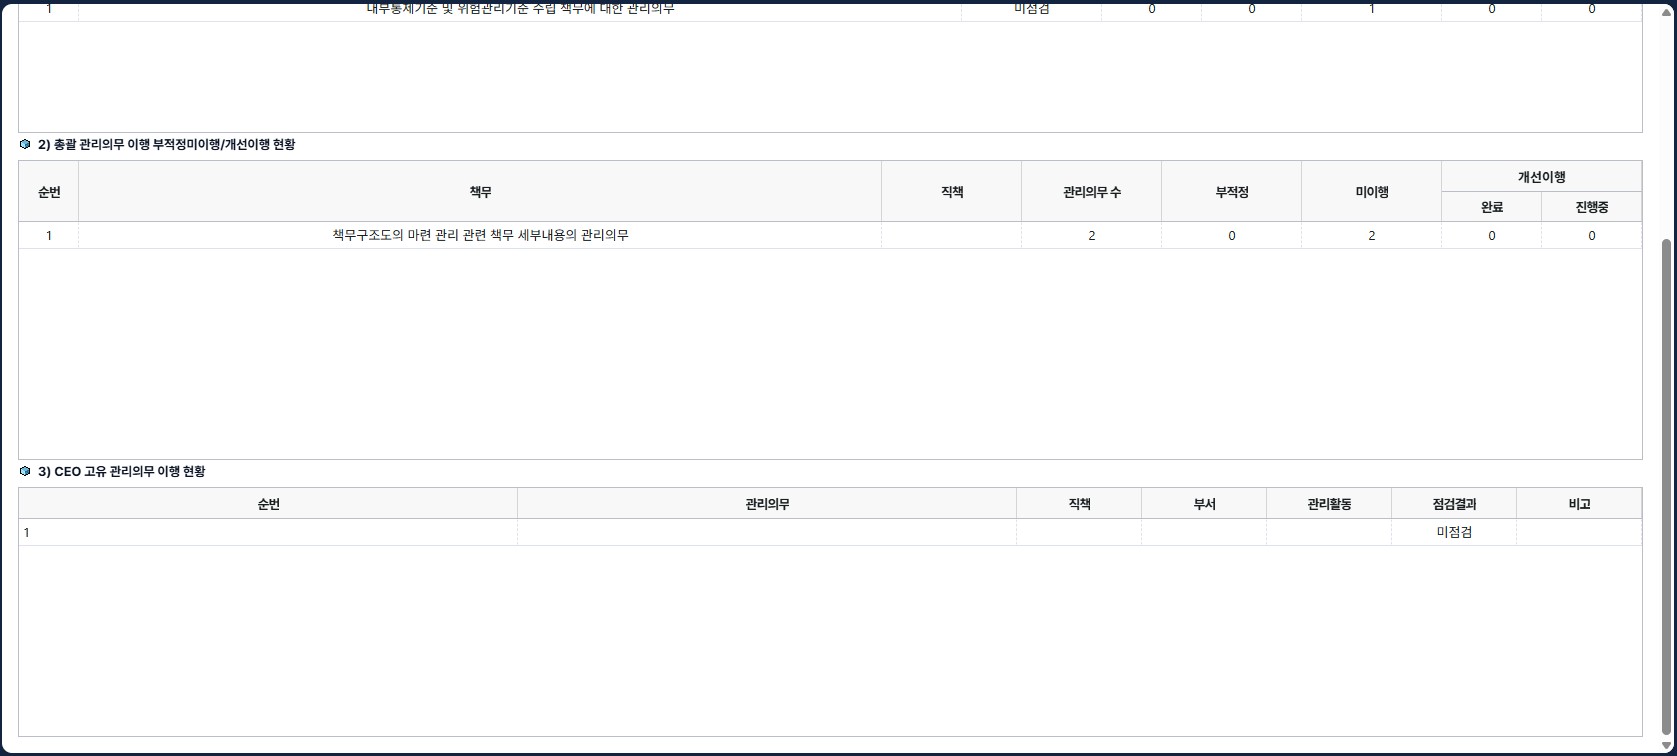 1 내부통제기준 및 위험관리기준 수립 책무에 대한 관리의무 미점검 0 0 1 0 0
2) 총괄 관리의무 이행 부적정미이행/개선이행 현황
순번 책무 직책 관리의무 수 부적정 미이행 개선이행
완료 진행중
1 책무구조도의 마련 관리 관련 책무 세부내용의 관리의무 2 0 2 0 0
3) CEO 고유 관리의무 이행 현황
순번 관리의무 직책 부서 관리활동 점검결과 비고
1 미점검